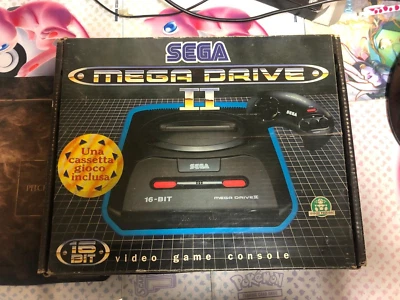 SEGA
MEGA DRIVE
II
Una
cassetta
gioco
inclusa
SEGA
SEGA
16-BIT
MEGA DRIVE II
16
BIT
video game console